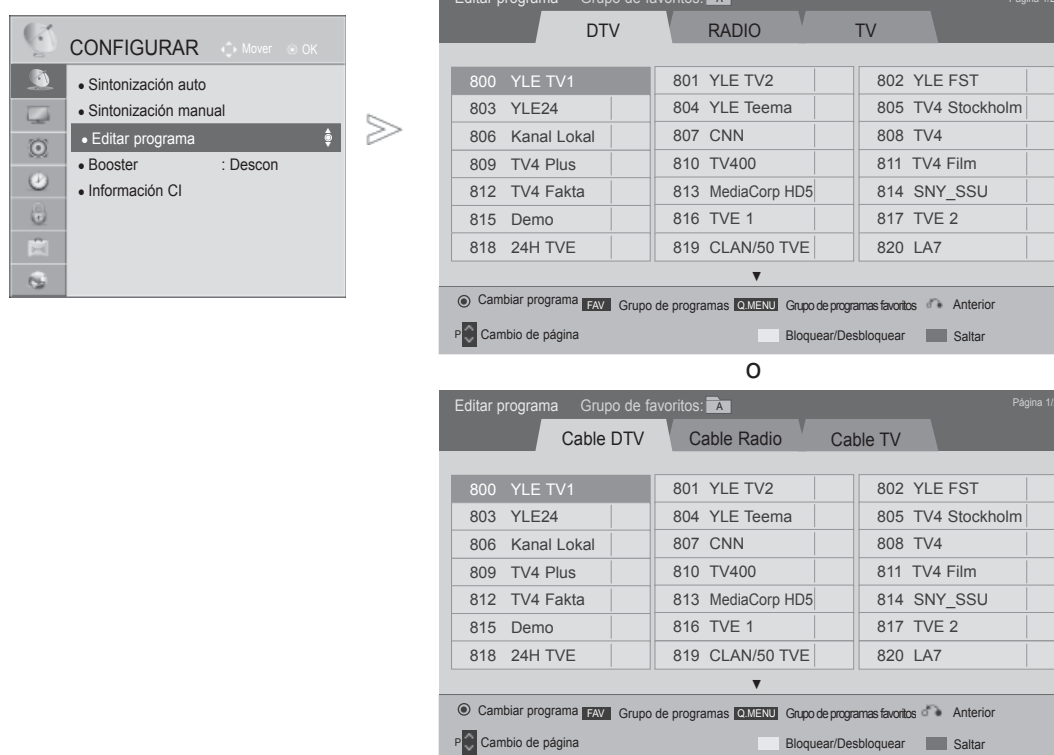 CONFIGURAR Mover OK
• Sintonización auto
• Sintonización manual
• Editar programa
• Booster : Descon
• Información CI
Editar programa Grupo de favoritos: A
DTV RADIO TV
800 YLE TV1 801 YLE TV2 802 YLE FST
803 YLE24 804 YLE Teema 805 TV4 Stockholm
806 Kanal Lokal 807 CNN 808 TV4
809 TV4 Plus 810 TV400 811 TV4 Film
812 TV4 Fakta 813 MediaCorp HD5 814 SNY_SSU
815 Demo 816 TVE 1 817 TVE 2
818 24H TVE 819 CLAN/50 TVE 820 LA7
▼
Cambiar programa FAV Grupo de programas Q.MENU Grupo de programas favoritos Anterior
P Cambio de página Bloquear/Desbloquear Saltar
O
Editar programa Grupo de favoritos: A Página 1/
Cable DTV Cable Radio Cable TV
800 YLE TV1 801 YLE TV2 802 YLE FST
803 YLE24 804 YLE Teema 805 TV4 Stockholm
806 Kanal Lokal 807 CNN 808 TV4
809 TV4 Plus 810 TV400 811 TV4 Film
812 TV4 Fakta 813 MediaCorp HD5 814 SNY_SSU
815 Demo 816 TVE 1 817 TVE 2
818 24H TVE 819 CLAN/50 TVE 820 LA7
▼
Cambiar programa FAV Grupo de programas Q.MENU Grupo de programas favoritos Anterior
P Cambio de página Bloquear/Desbloquear Saltar